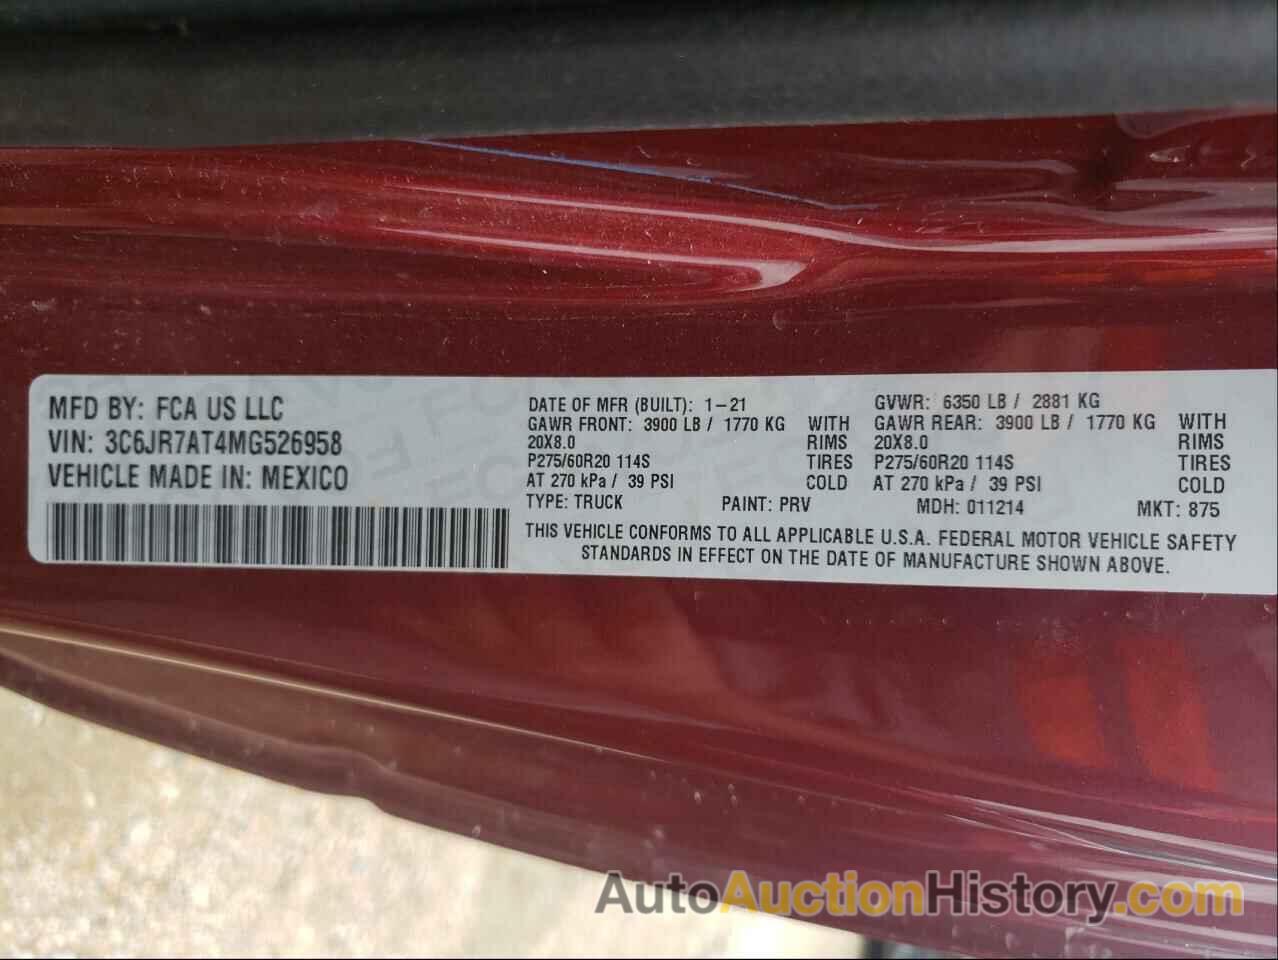 MFD BY: FCA US LLC
VIN: 3C6JR7AT4MG526958
VEHICLE MADE IN: MEXICO
DATE OF MFR (BUILT): 1-21 GVWR: 6350 LB / 2881 KG
GAWR FRONT: 3900 LB / 1770 KG WITH GAWR REAR: 3900 LB / 1770 KG WITH
20X8.0 RIMS 20X8.0 RIMS
P275/60R20 114S TIRES P275/60R20 114S TIRES
AT 270 kPa / 39 PSI COLD AT 270 kPa / 39 PSI COLD
TYPE: TRUCK PAINT: PRV MDH: 011214 MKT: 875
THIS VEHICLE CONFORMS TO ALL APPLICABLE U.S.A. FEDERAL MOTOR VEHICLE SAFETY
STANDARDS IN EFFECT ON THE DATE OF MANUFACTURE SHOWN ABOVE.
AutoAuctionHistory.com